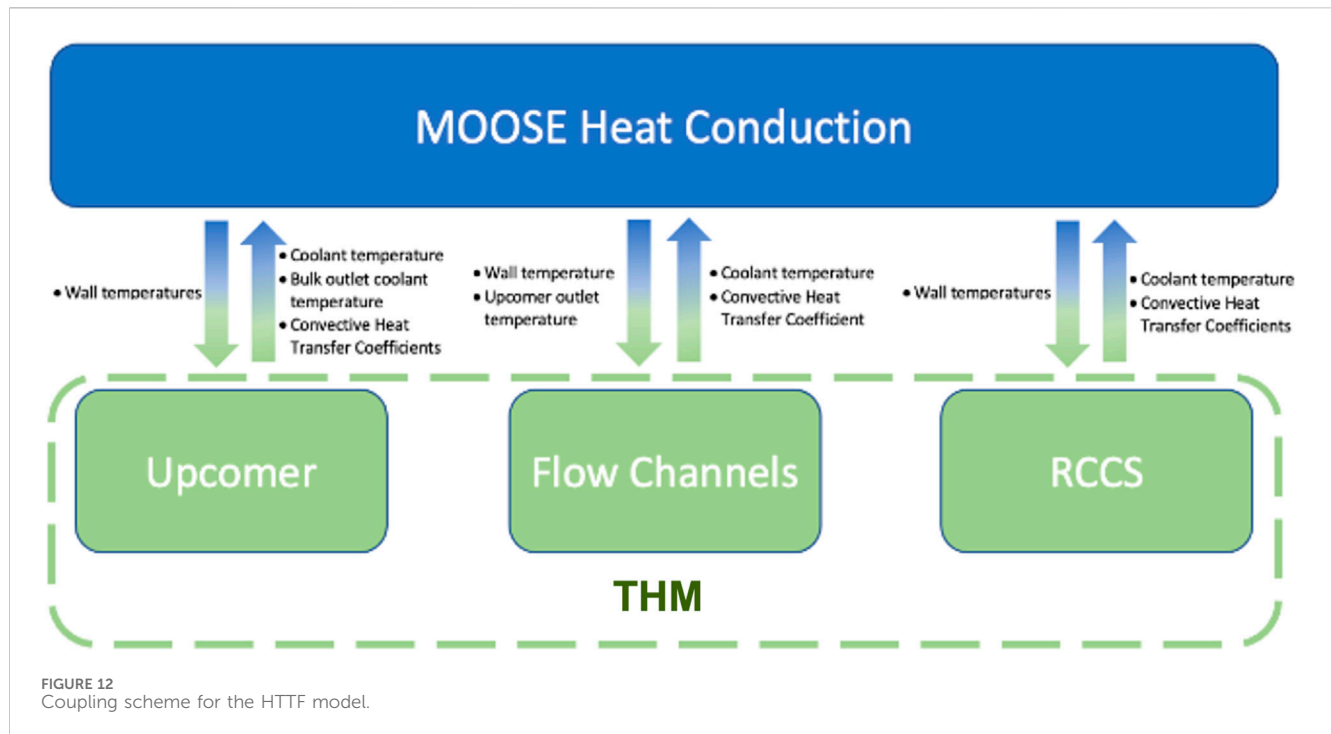 MOOSE Heat Conduction
• Wall temperatures
• Coolant temperature
• Bulk outlet coolant
temperature
• Convective Heat
Transfer Coefficients
• Wall temperature
• Upcomer outlet
temperature
• Coolant temperature
• Convective Heat
Transfer Coefficient
• Wall temperatures
• Coolant temperature
• Convective Heat
Transfer Coefficients
Upcomer
Flow Channels
RCCS
THM
FIGURE 12
Coupling scheme for the HTTF model.